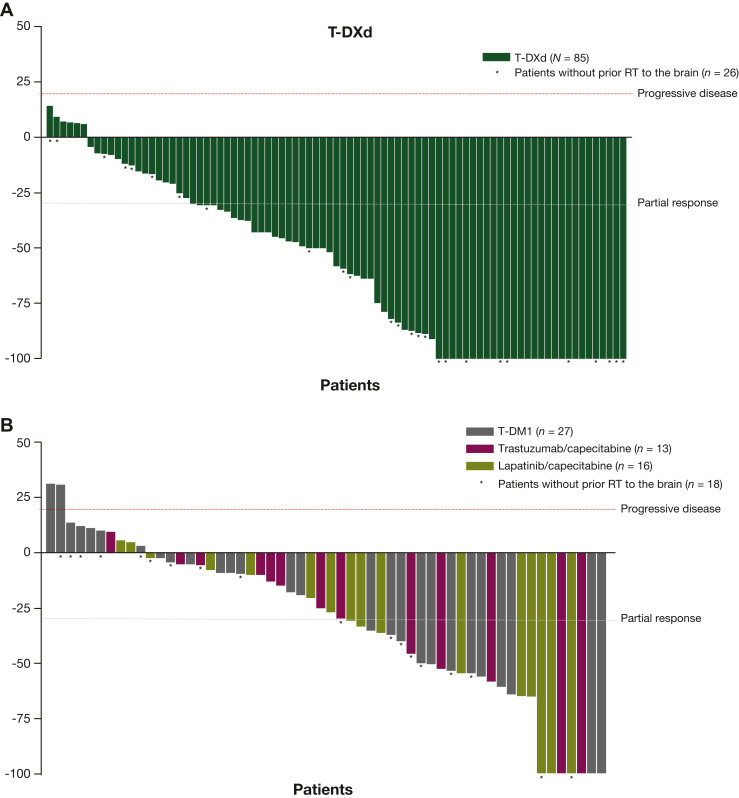 A
T-DXd
50
T-DXd (N = 85)
* Patients without prior RT to the brain (n = 26)
25
Progressive disease
0
-25
Partial response
-50
-75
-100
Patients
B
50
T-DM1 (n = 27)
Trastuzumab/capecitabine (n = 13)
Lapatinib/capecitabine (n = 16)
* Patients without prior RT to the brain (n = 18)
25
Progressive disease
0
-25
Partial response
-50
-75
-100
Patients